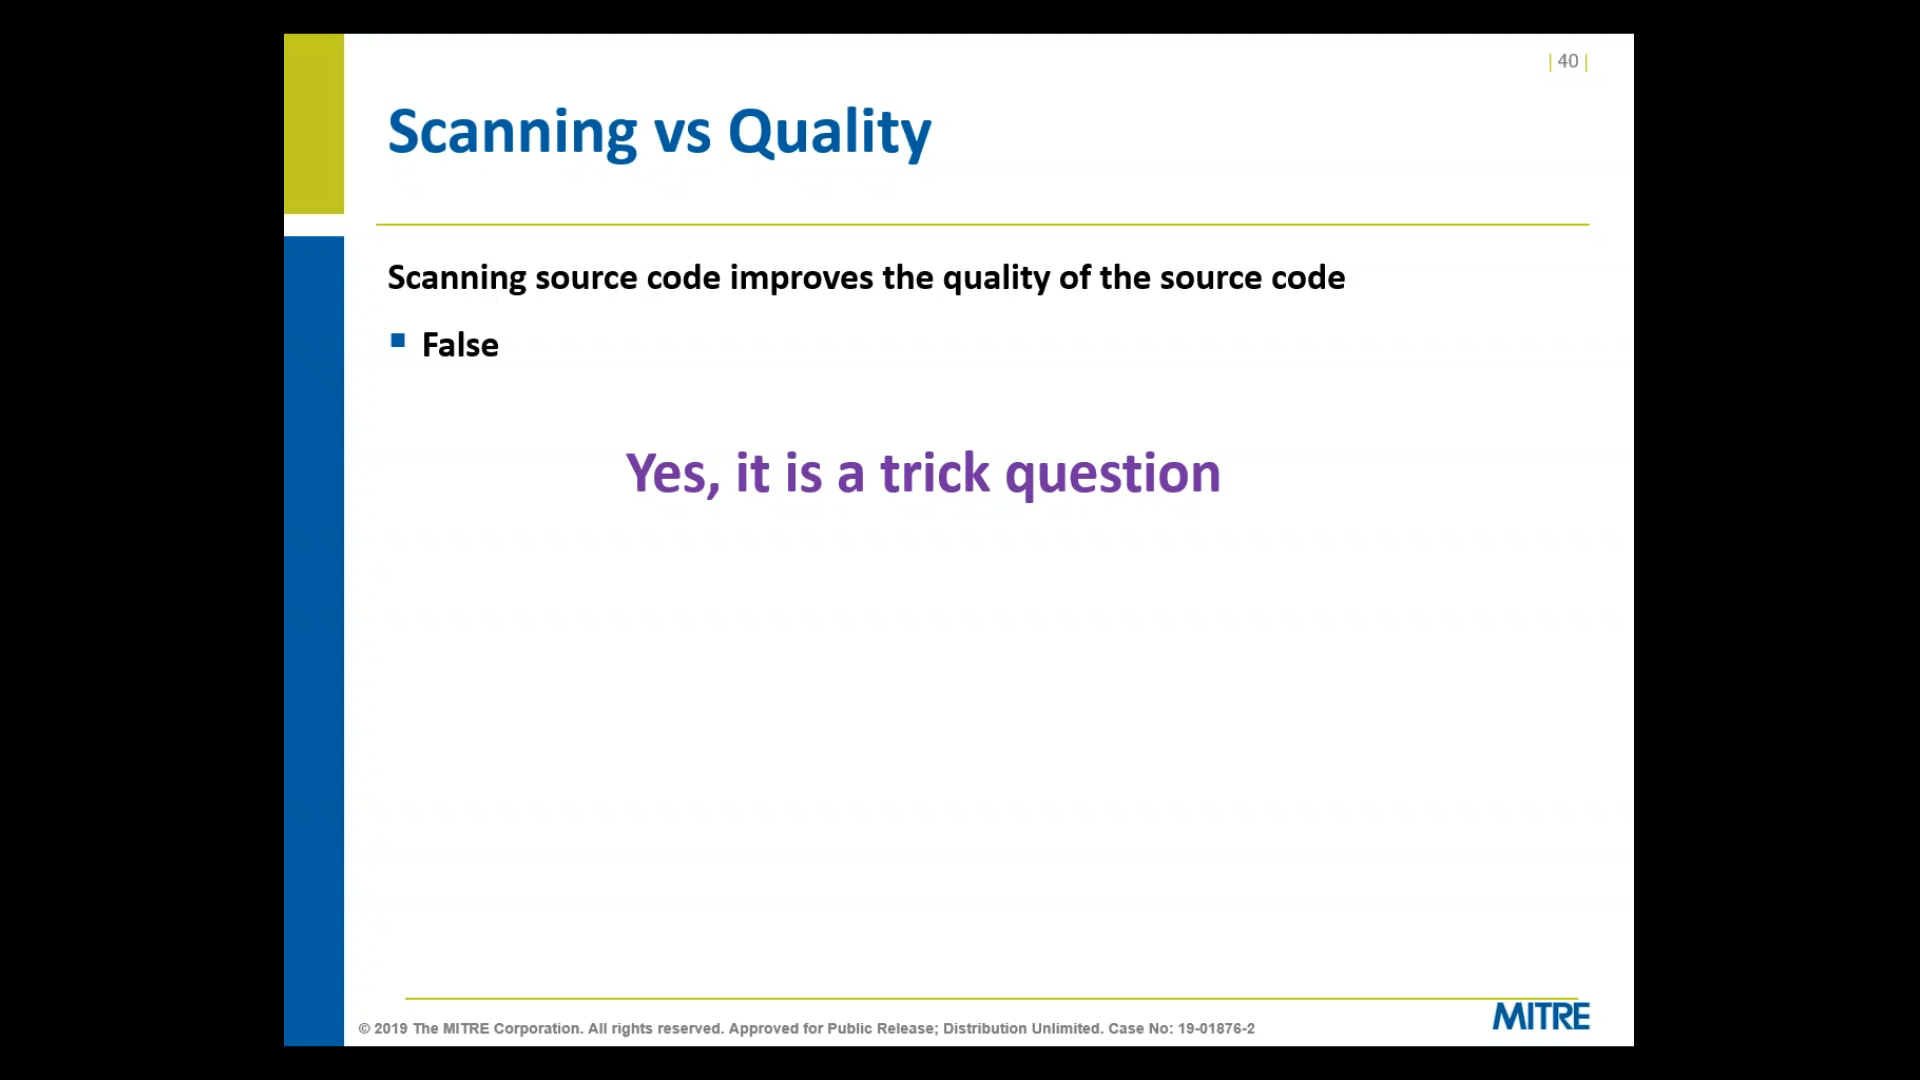 | 40 |
Scanning vs Quality
Scanning source code improves the quality of the source code
▪ False
Yes, it is a trick question
© 2019 The MITRE Corporation. All rights reserved. Approved for Public Release; Distribution Unlimited. Case No: 19-01876-2
MITRE